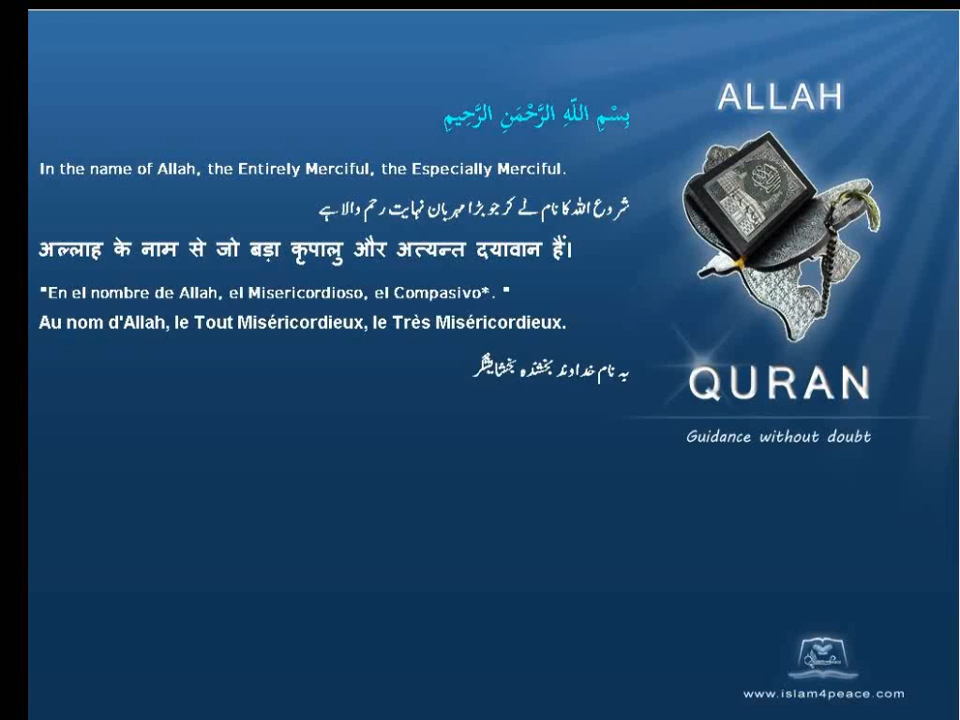 بِسْمِ اللّهِ الرَّحْمَنِ الرَّحِيمِ
In the name of Allah, the Entirely Merciful, the Especially Merciful.
شروع الله کا نام لے کر جو بڑا مہربان نہایت رحم والا ہے
अल्लाह के नाम से जो बड़ा कृपालु और अत्यन्त दयावान हैं।
"En el nombre de Allah, el Misericordioso, el Compasivo*. "
Au nom d'Allah, le Tout Miséricordieux, le Très Miséricordieux.
به نام خداوند بخشنده بخشایشگر
ALLAH
QURAN
Guidance without doubt
www.islam4peace.com